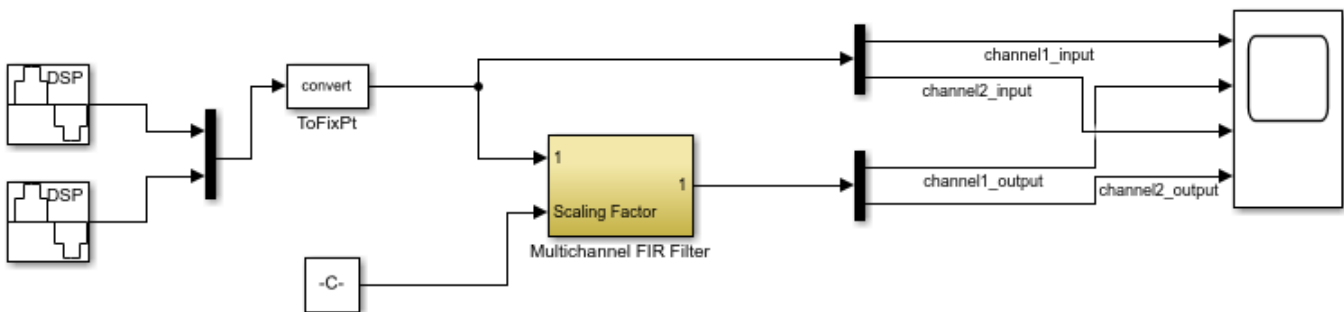 DSP
convert
ToFixPt
DSP
-C-
1
Scaling Factor
1
Multichannel FIR Filter
channel1_input
channel2_input
channel1_output
channel2_output